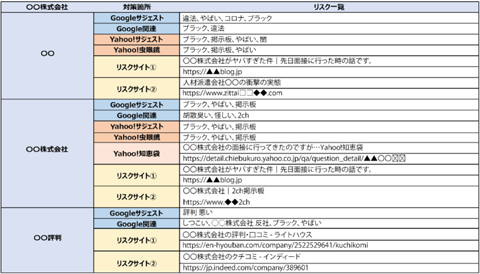 〇〇株式会社 対策箇所 リスク一覧
〇〇
Googleサジェスト 違法、やばい、コロナ、ブラック
Google関連 ブラック、違法
Yahoo!サジェスト ブラック、掲示板、やばい、闇
Yahoo!虫眼鏡 ブラック、掲示板、やばい
リスクサイト① 〇〇株式会社がヤバすぎた件｜先日面接に行った時の話です。
https://▲▲blog.jp
リスクサイト② 人材派遣会社〇〇の衝撃の実態
https://www.zittai□□◆◆.com
〇〇株式会社
Googleサジェスト ブラック、やばい、掲示板
Google関連 胡散臭い、怪しい、2ch
Yahoo!サジェスト ブラック、やばい、掲示板
Yahoo!虫眼鏡 ブラック、やばい、掲示板
Yahoo!知恵袋 〇〇株式会社の面接に行ってきたのですが…Yahoo!知恵袋
https://detail.chiebukuro.yahoo.co.jp/qa/question_detail/▲▲〇〇
リスクサイト① 〇〇株式会社がヤバすぎた件｜先日面接に行った時の話です。
https://▲▲blog.jp
リスクサイト② 〇〇株式会社｜2ch掲示板
https://www.◆◆2ch
〇〇評判
Googleサジェスト 評判 悪い
Google関連 しつこい、〇〇株式会社 反社、ブラック、やばい
リスクサイト① 〇〇株式会社の評判・口コミ - ライトハウス
https://en-hyouban.com/company/2522529641/kuchikomi
リスクサイト② 〇〇株式会社のクチコミ - インディード
https://jp.indeed.com/company/389601